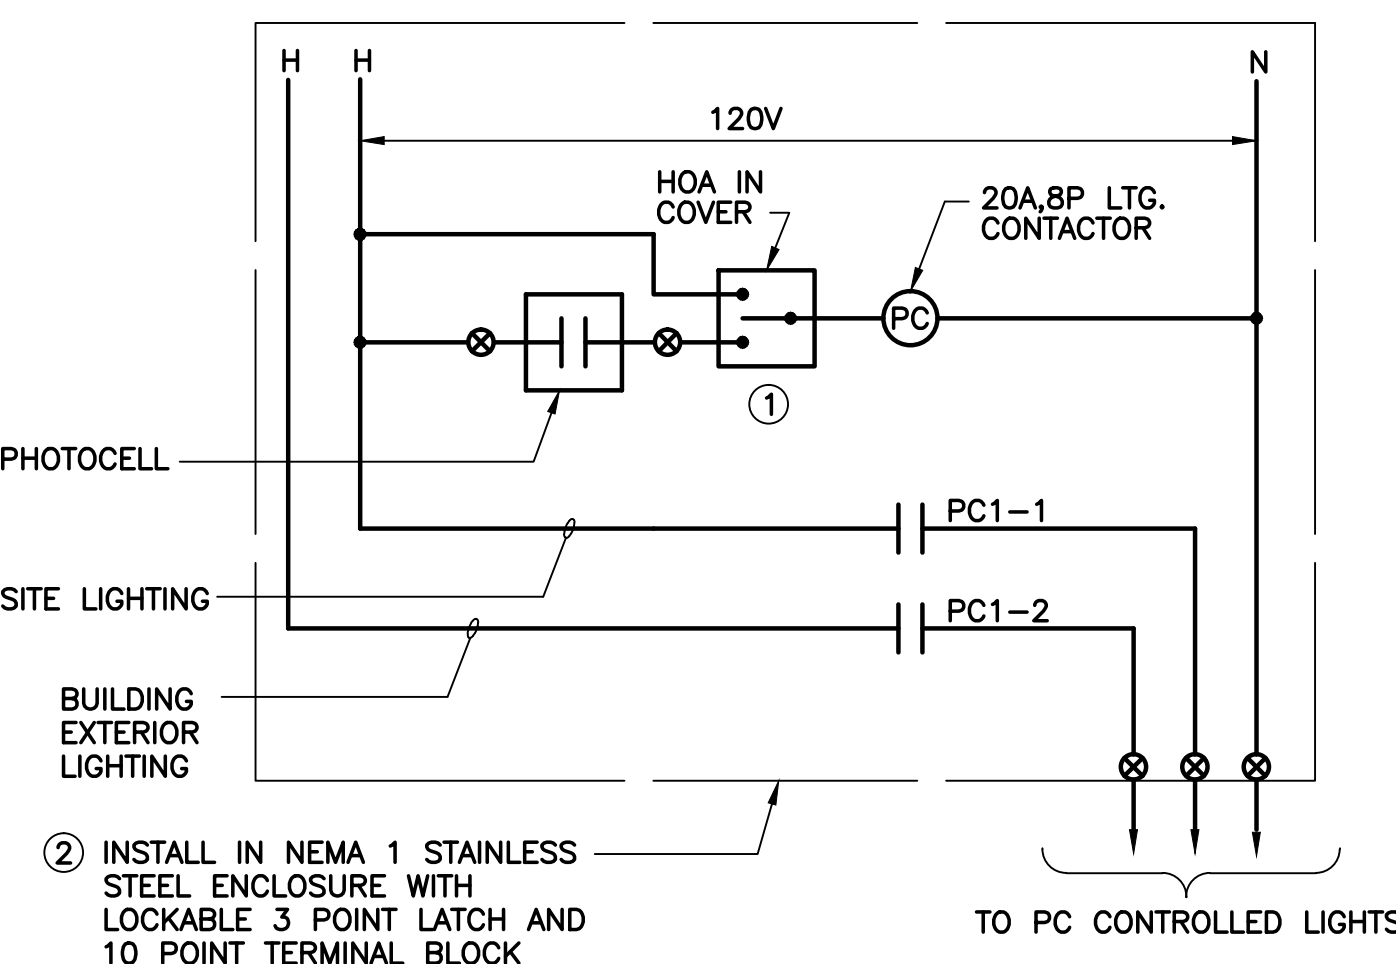 H H N
120V
HOA IN
COVER
20A,8P LTG.
CONTACTOR
PC
1
PHOTOCELL
PC1-1
SITE LIGHTING
PC1-2
BUILDING
EXTERIOR
LIGHTING
2 INSTALL IN NEMA 1 STAINLESS
STEEL ENCLOSURE WITH
LOCKABLE 3 POINT LATCH AND
10 POINT TERMINAL BLOCK
TO PC CONTROLLED LIGHTS